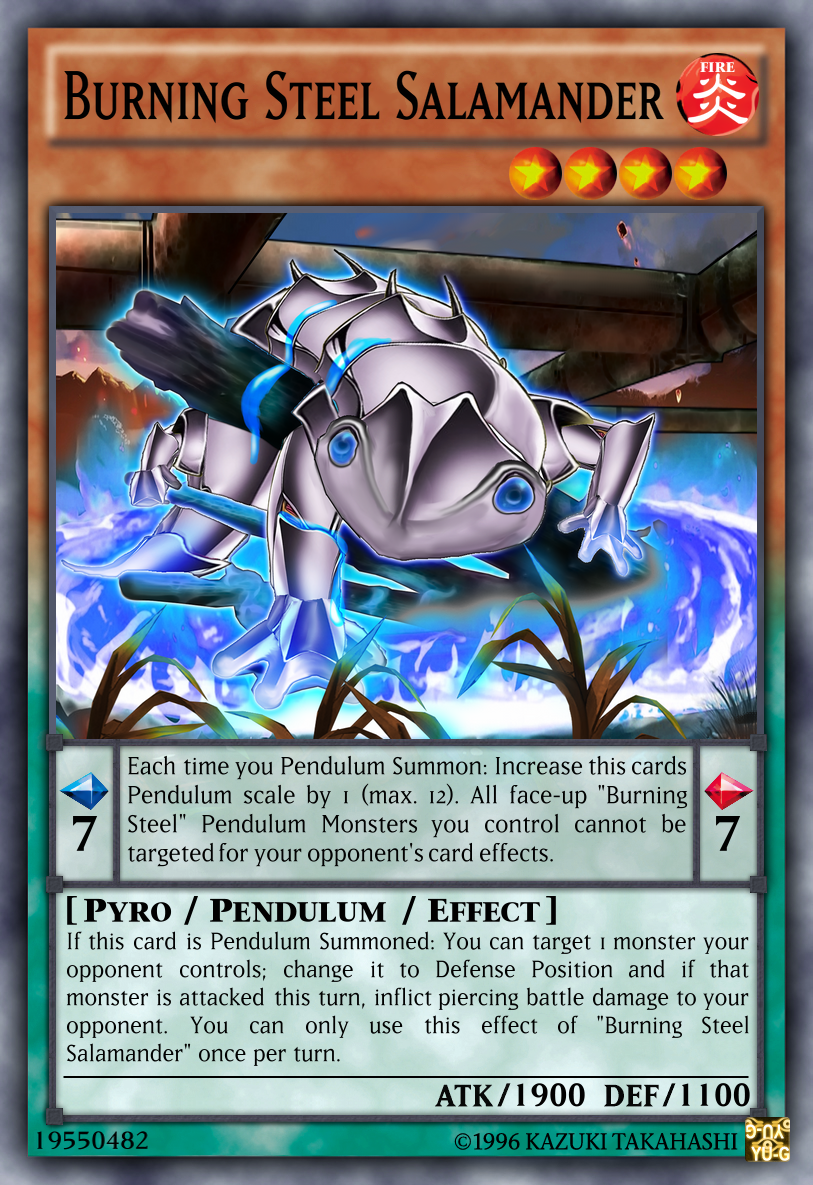 Burning Steel Salamander
FIRE
炎
Each time you Pendulum Summon: Increase this cards
Pendulum scale by 1 (max. 12). All face-up "Burning
Steel" Pendulum Monsters you control cannot be
targeted for your opponent's card effects.
7
7
[ Pyro / Pendulum / Effect ]
If this card is Pendulum Summoned: You can target 1 monster your
opponent controls; change it to Defense Position and if that
monster is attacked this turn, inflict piercing battle damage to your
opponent. You can only use this effect of "Burning Steel
Salamander" once per turn.
ATK/1900 DEF/1100
19550482
©1996 KAZUKI TAKAHASHI